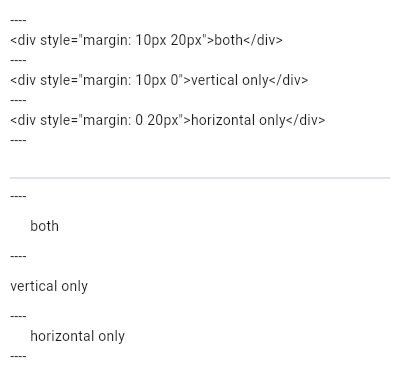 ----
<div style="margin: 10px 20px">both</div>
----
<div style="margin: 10px 0">vertical only</div>
----
<div style="margin: 0 20px">horizontal only</div>
----
----
both
----
vertical only
----
horizontal only
----